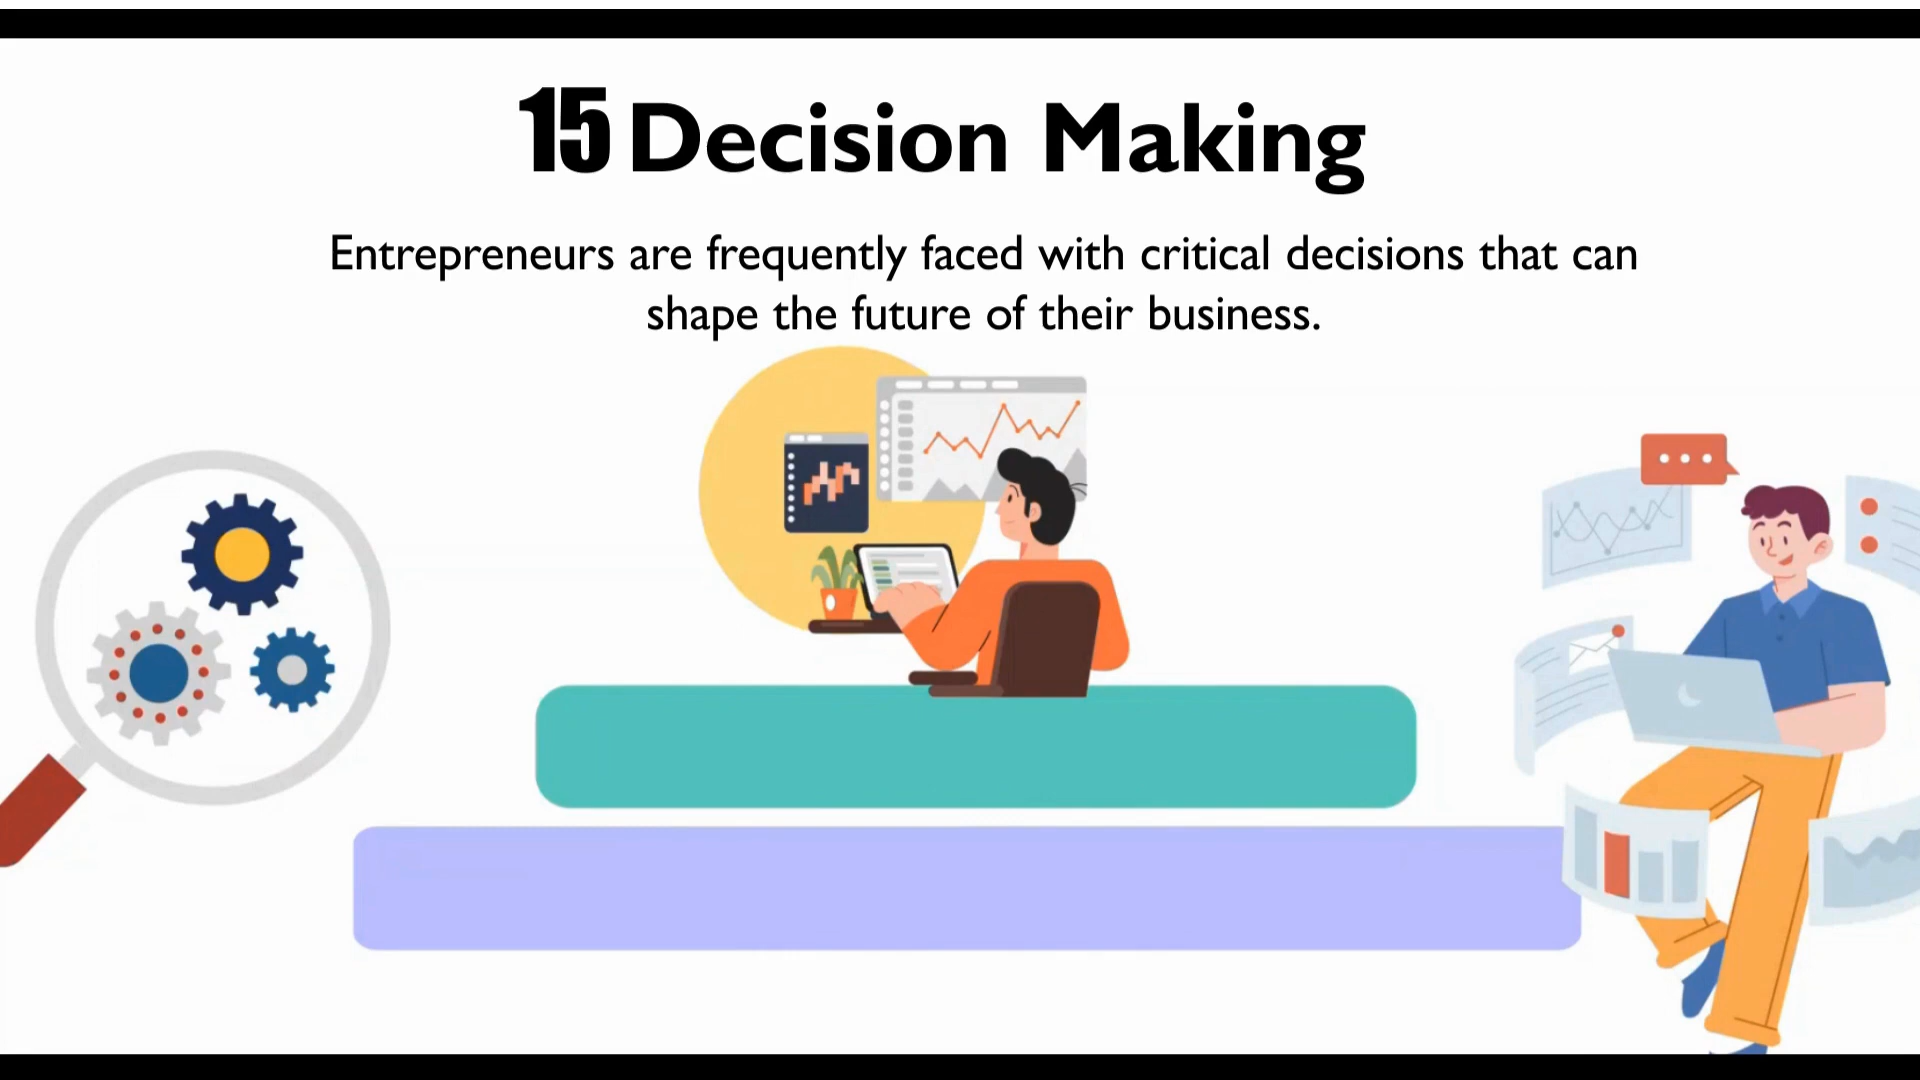 15 Decision Making
Entrepreneurs are frequently faced with critical decisions that can
shape the future of their business.